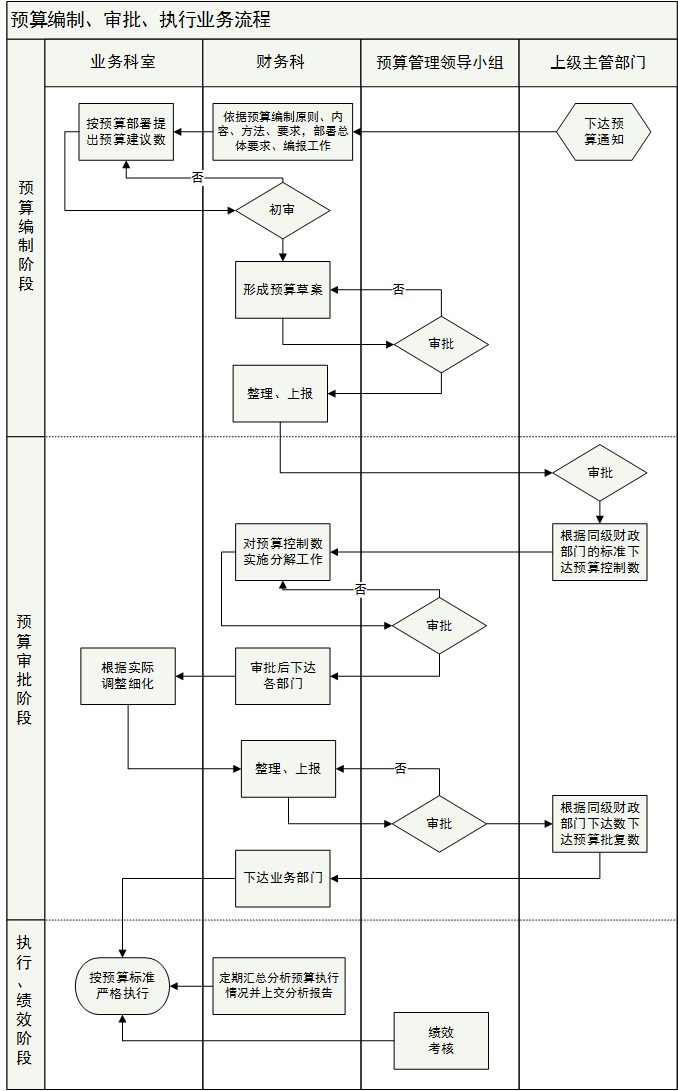 预算编制、审批、执行业务流程
业务科室
财务科
预算管理领导小组
上级主管部门
预算编制阶段
按预算部署提
出预算建议数
依据预算编制原则、内
容、方法、要求，部署总
体要求、编报工作
下达预
算通知
否
初审
形成预算草案
否
审批
整理、上报
预算审批阶段
审批
对预算控制数
实施分解工作
根据同级财政
部门的标准下
达预算控制数
否
审批
根据实际
调整细化
审批后下达
各部门
整理、上报
否
审批
根据同级财政
部门下达数下
达预算批复数
下达业务部门
执行、绩效阶段
按预算标准
严格执行
定期汇总分析预算执行
情况并上交分析报告
绩效
考核